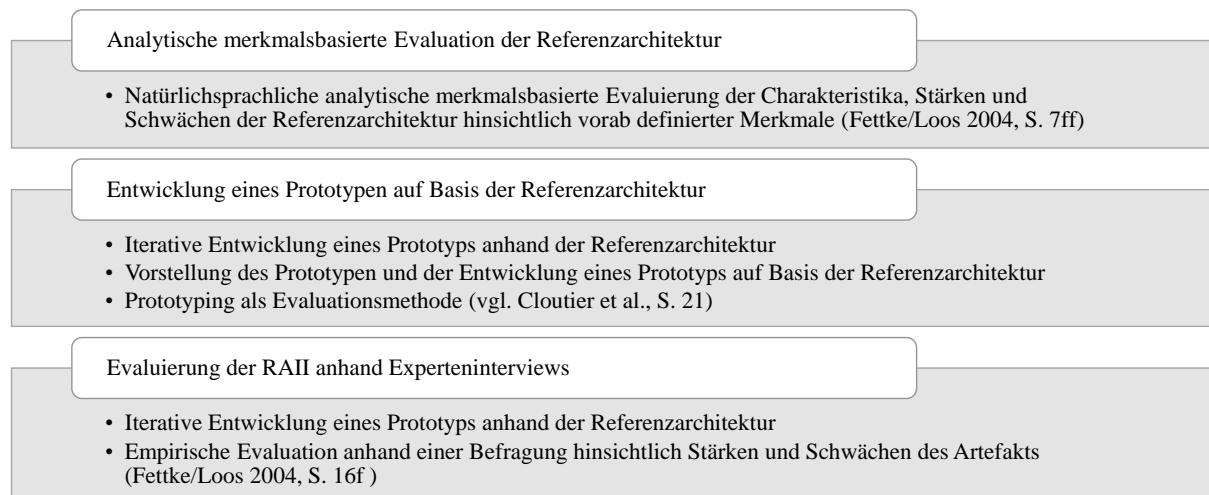 Analytische merkmalsbasierte Evaluation der Referenzarchitektur
• Natürlichsprachliche analytische merkmalsbasierte Evaluierung der Charakteristika, Stärken und
Schwächen der Referenzarchitektur hinsichtlich vorab definierter Merkmale (Fettke/Loos 2004, S. 7ff)
Entwicklung eines Prototypen auf Basis der Referenzarchitektur
• Iterative Entwicklung eines Prototyps anhand der Referenzarchitektur
• Vorstellung des Prototypen und der Entwicklung eines Prototyps auf Basis der Referenzarchitektur
• Prototyping als Evaluationsmethode (vgl. Cloutier et al., S. 21)
Evaluierung der RAII anhand Experteninterviews
• Iterative Entwicklung eines Prototyps anhand der Referenzarchitektur
• Empirische Evaluation anhand einer Befragung hinsichtlich Stärken und Schwächen des Artefakts
(Fettke/Loos 2004, S. 16f )